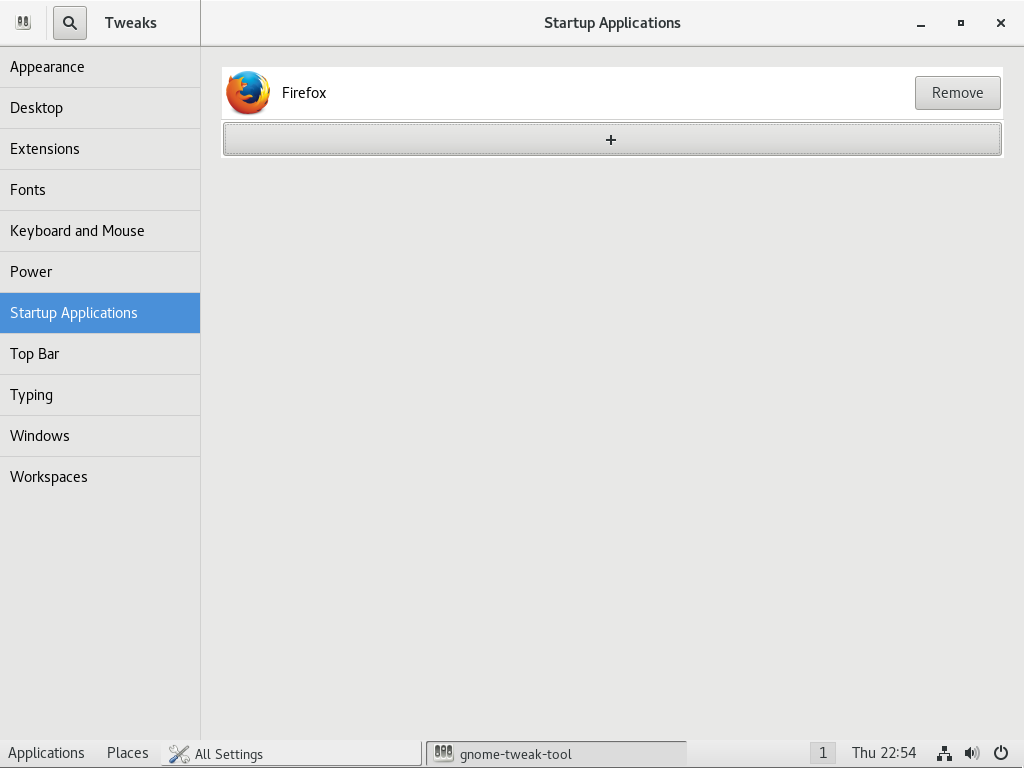 Tweaks
Startup Applications
Appearance
Desktop
Extensions
Fonts
Keyboard and Mouse
Power
Startup Applications
Top Bar
Typing
Windows
Workspaces
Firefox
Remove
+
Applications
Places
All Settings
gnome-tweak-tool
1
Thu 22:54